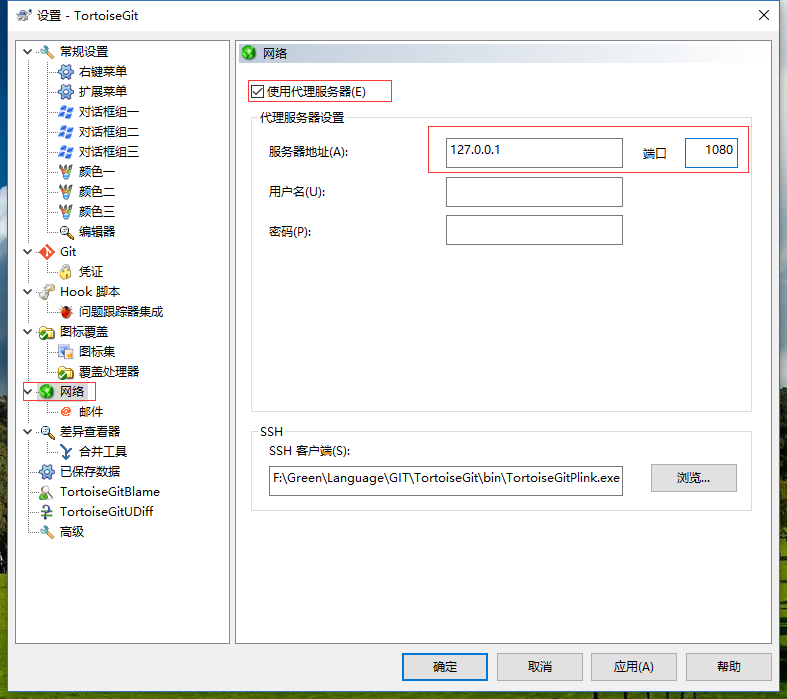 设置 - TortoiseGit
常规设置
右键菜单
扩展菜单
对话框组一
对话框组二
对话框组三
颜色一
颜色二
颜色三
编辑器
Git
凭证
Hook 脚本
问题跟踪器集成
图标覆盖
图标集
覆盖处理器
网络
邮件
差异查看器
合并工具
已保存数据
TortoiseGitBlame
TortoiseGitUDiff
高级
网络
使用代理服务器(E)
代理服务器设置
服务器地址(A): 127.0.0.1 端口 1080
用户名(U):
密码(P):
SSH
SSH 客户端(S):
F:\Green\Language\GIT\TortoiseGit\bin\TortoiseGitPlink.exe 浏览...
确定 取消 应用(A) 帮助